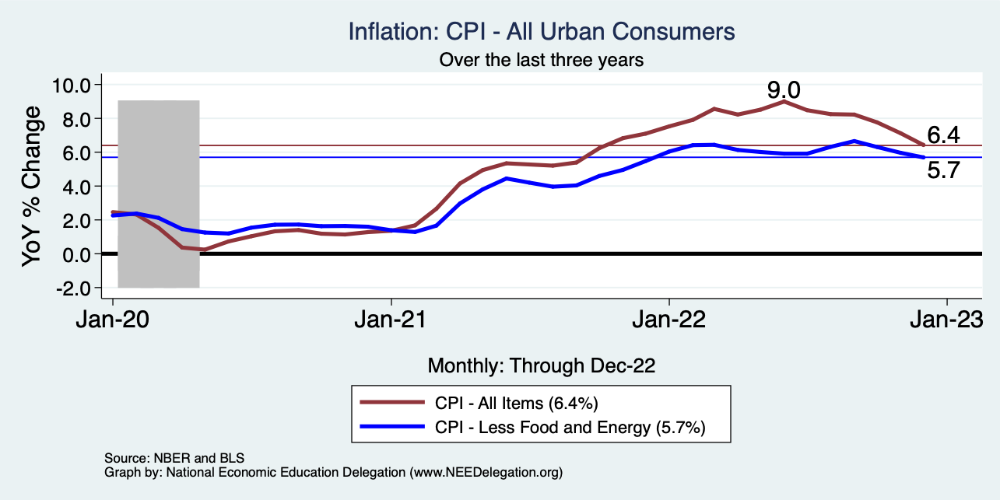 Inflation: CPI - All Urban Consumers
Over the last three years
YoY % Change
10.0
8.0
6.0
4.0
2.0
0.0
-2.0
9.0
6.4
5.7
Jan-20
Jan-21
Jan-22
Jan-23
Monthly: Through Dec-22
CPI - All Items (6.4%)
CPI - Less Food and Energy (5.7%)
Source: NBER and BLS
Graph by: National Economic Education Delegation (www.NEEDelegation.org)